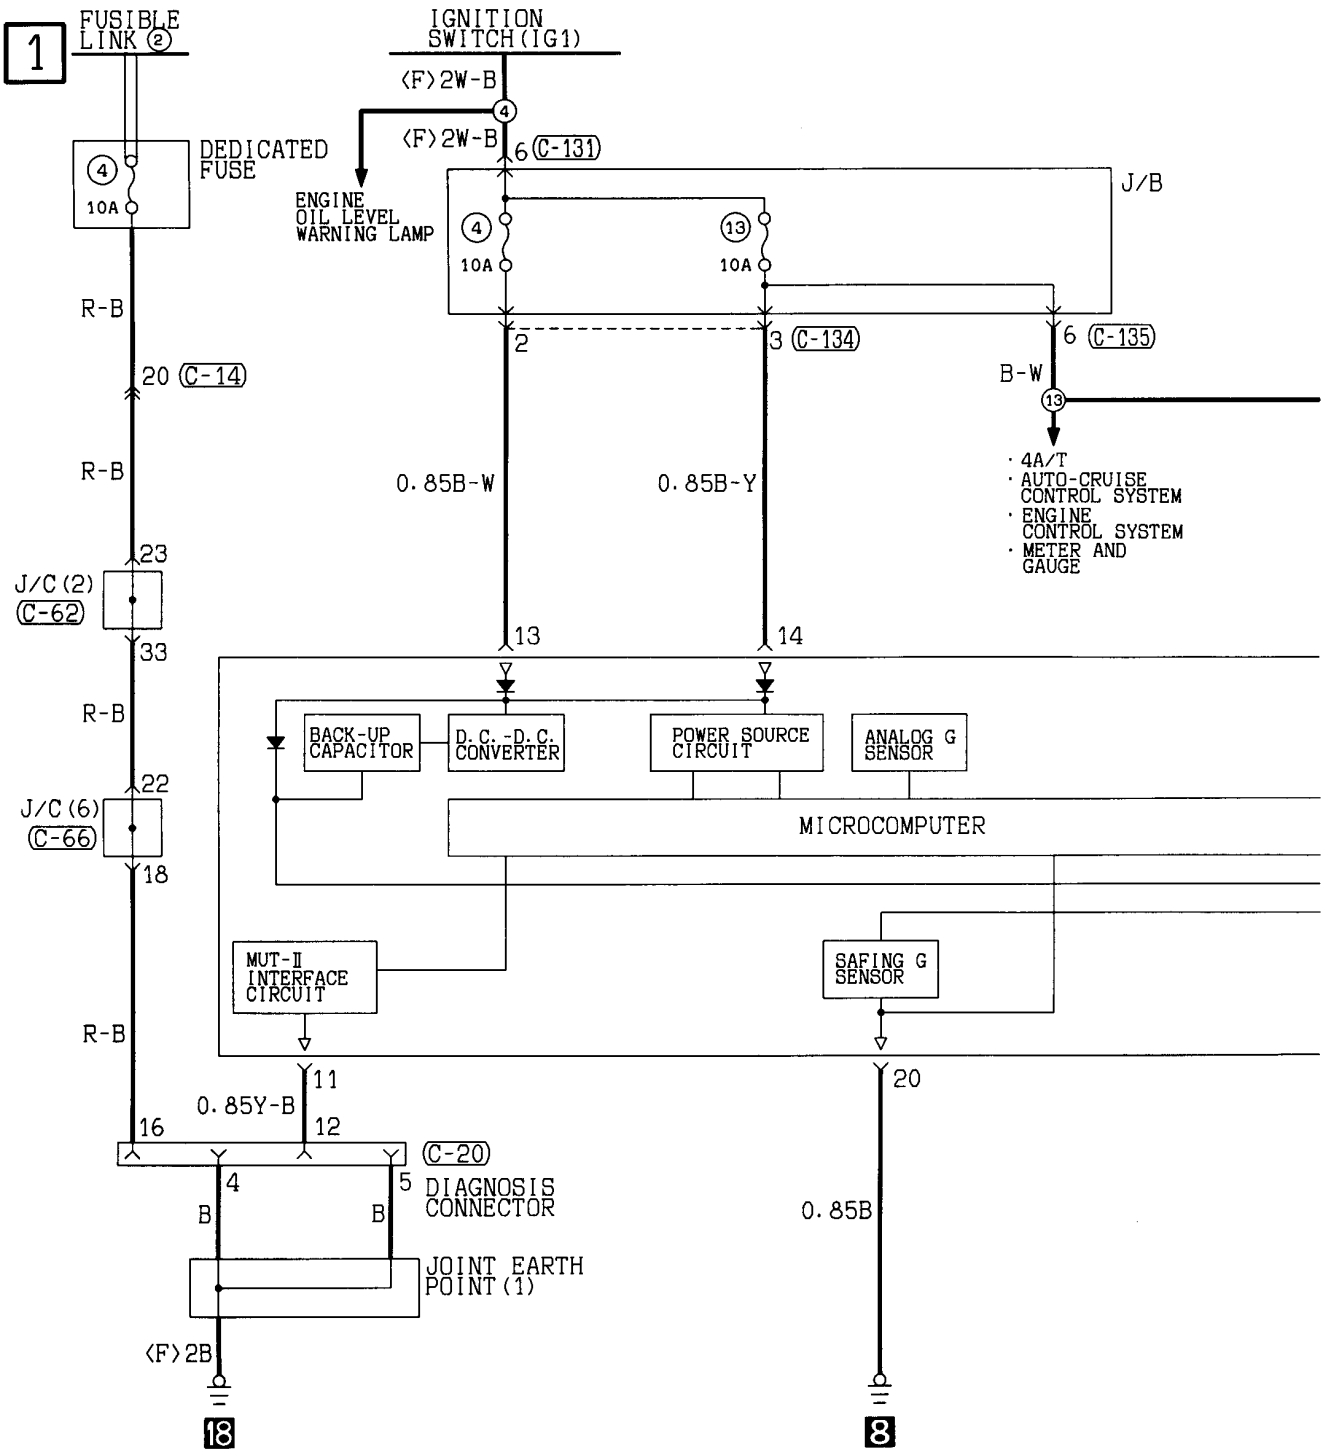 1
FUSIBLE
LINK ②
IGNITION
SWITCH(IG1)
<F>2W-B
④
<F>2W-B
6 (C-131)
DEDICATED
FUSE
④
10A
ENGINE
OIL LEVEL
WARNING LAMP
J/B
④
10A
⑬
10A
R-B
2
3 (C-134)
6 (C-135)
B-W
⑬
20 (C-14)
· 4A/T
· AUTO-CRUISE
CONTROL SYSTEM
· ENGINE
CONTROL SYSTEM
· METER AND
GAUGE
R-B
0.85B-W
0.85B-Y
23
J/C(2)
(C-62)
33
13
14
R-B
BACK-UP
CAPACITOR
D.C.-D.C.
CONVERTER
POWER SOURCE
CIRCUIT
ANALOG G
SENSOR
22
J/C(6)
(C-66)
18
MICROCOMPUTER
MUT-Ⅱ
INTERFACE
CIRCUIT
SAFING G
SENSOR
R-B
11
20
0.85Y-B
16
12
(C-20)
4
5
DIAGNOSIS
CONNECTOR
B
B
0.85B
JOINT EARTH
POINT(1)
<F>2B
18
8